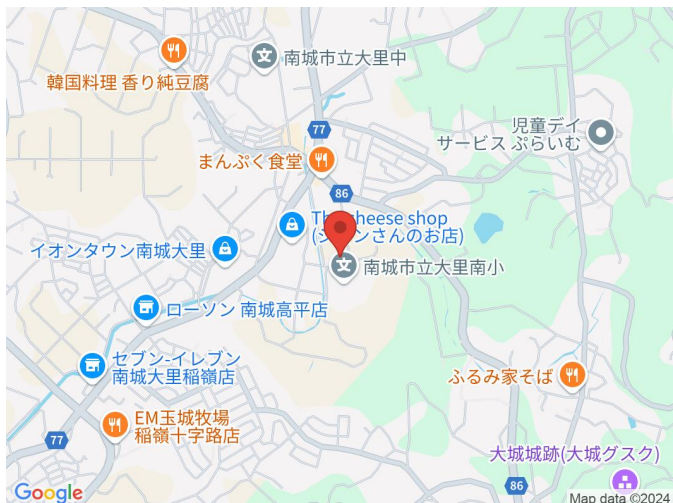 南城市立大里中
韓国料理 香り純豆腐
77
児童デイ
サービス ぷらいむ
まんぷく食堂
86
The cheese shop
(ジョンさんのお店)
イオンタウン南城大里
南城市立大里南小
ローソン 南城高平店
セブン-イレブン
南城大里稲嶺店
ふるみ家そば
EM玉城牧場
稲嶺十字路店
77
大城城跡(大城グスク)
86
Google
Map data ©2024